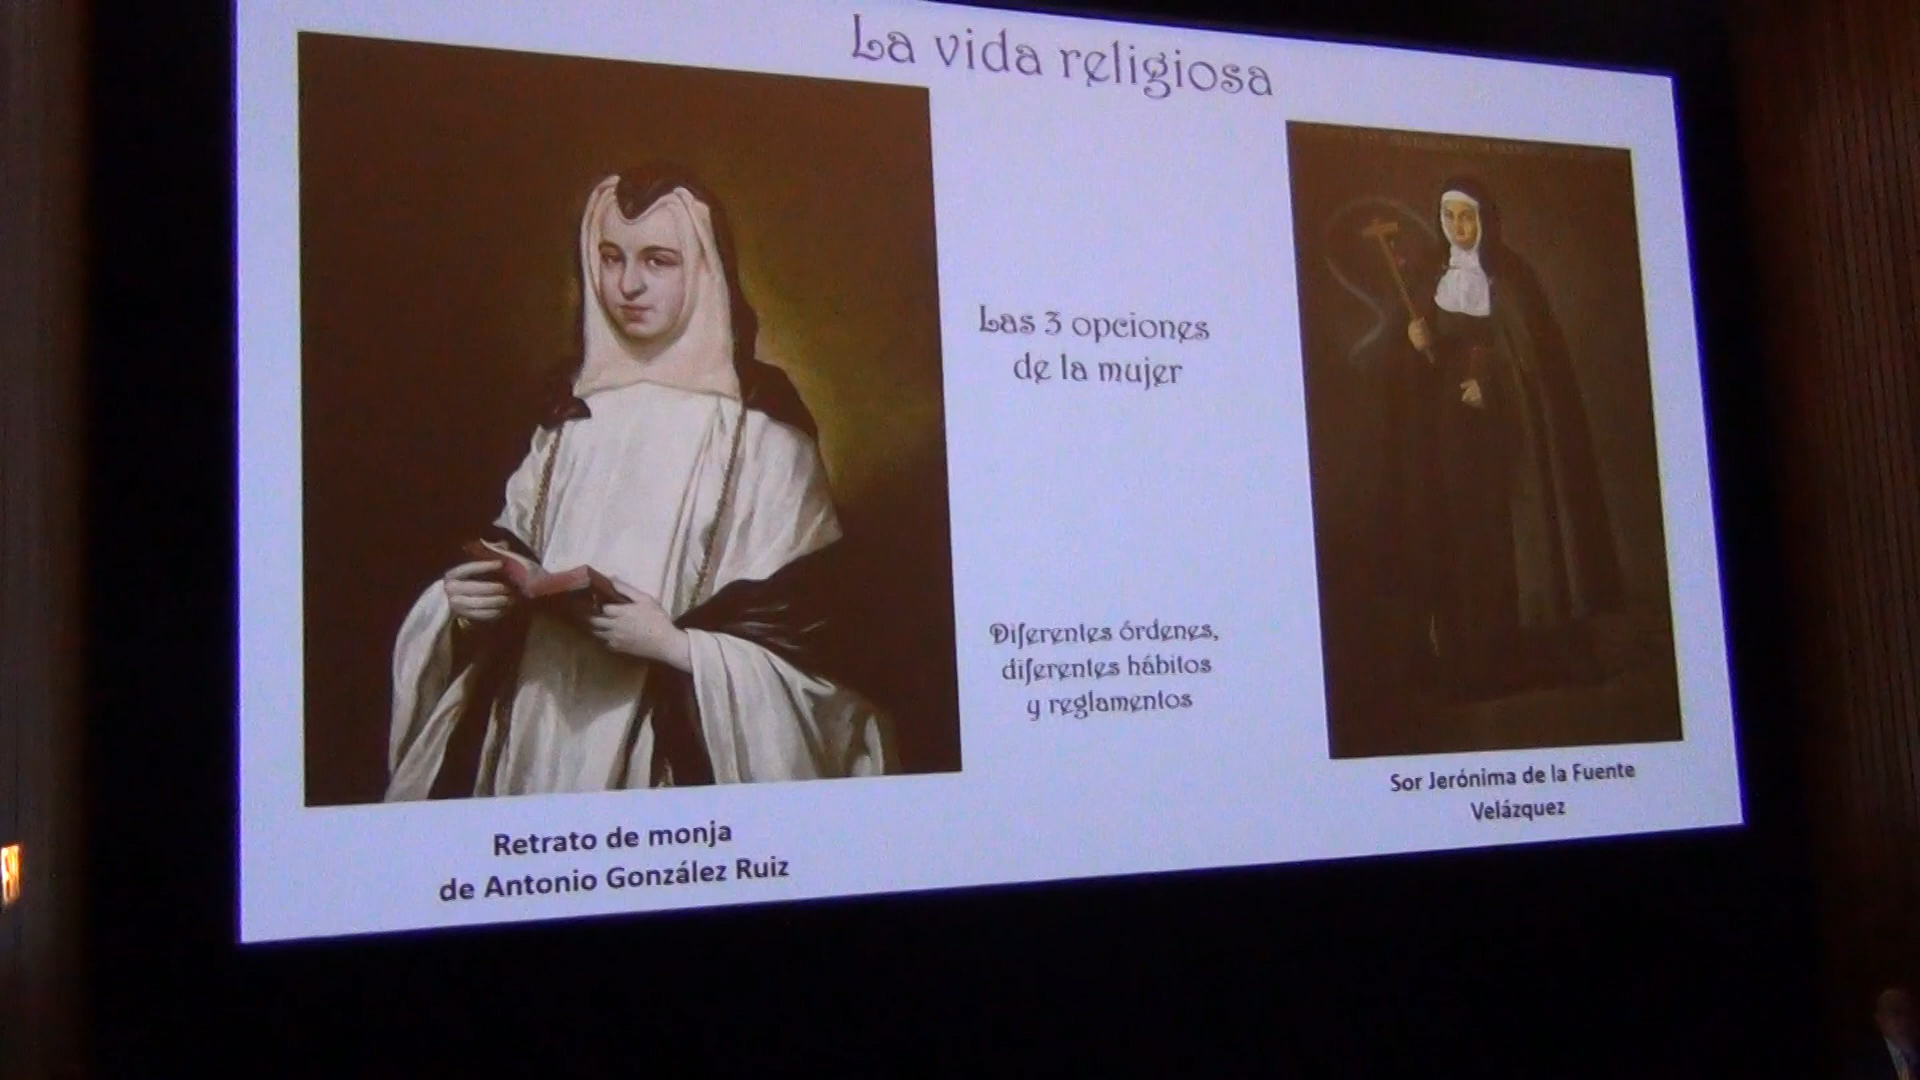 La vida religiosa
Las 3 opciones
de la mujer
Diferentes órdenes,
diferentes hábitos
y reglamentos
Retrato de monja
de Antonio González Ruiz
Sor Jerónima de la Fuente
Velázquez